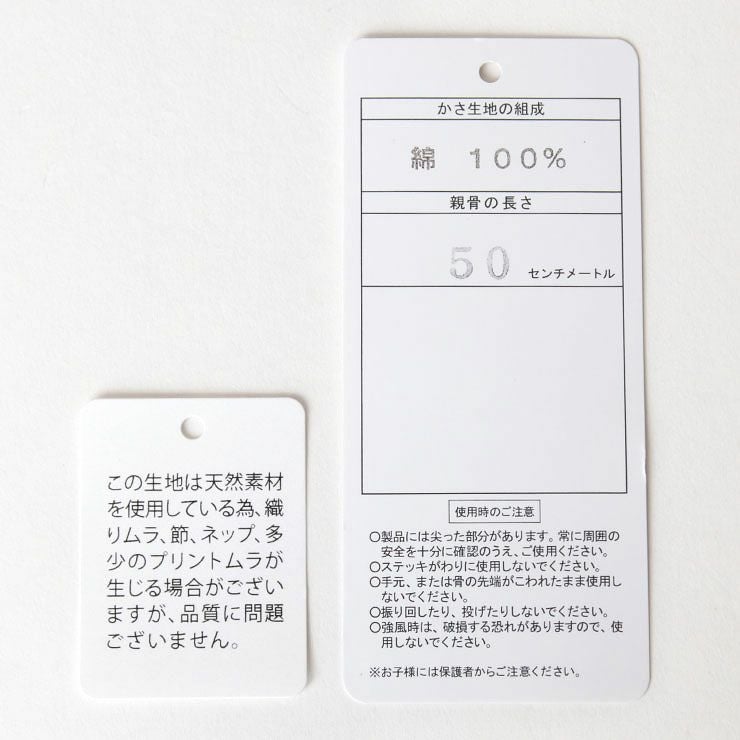 かさ生地の組成
綿 100%
親骨の長さ
50 センチメートル
使用時のご注意
○製品には尖った部分があります。常に周囲の
安全を十分に確認のうえ、ご使用ください。
○ステッキがわりに使用しないでください。
○手元、または骨の先端がこわれたまま使用し
ないでください。
○振り回したり、投げたりしないでください。
○強風時は、破損する恐れがありますので、使
用しないでください。
※お子様には保護者からご注意ください。
この生地は天然素材
を使用している為、織
りムラ、節、ネップ、多
少のプリントムラが
生じる場合がござい
ますが、品質に問題
ございません。